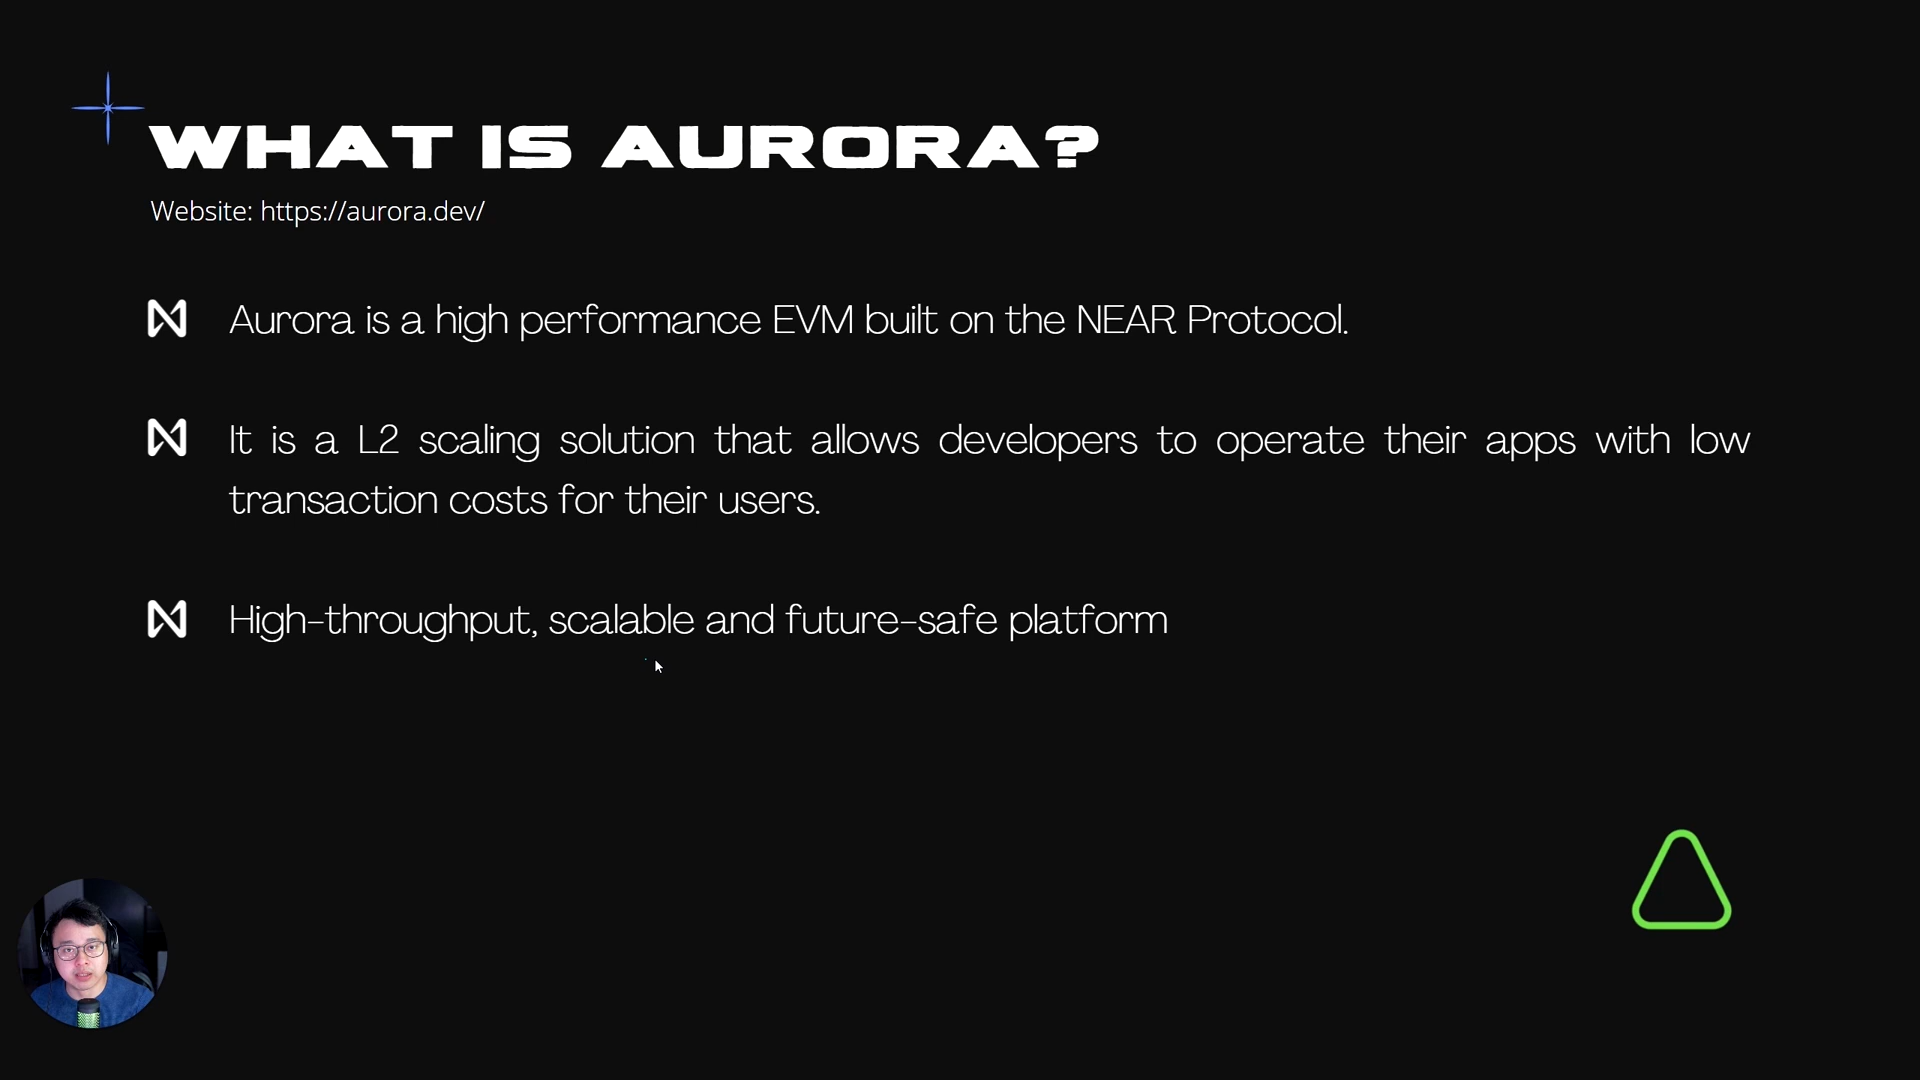 WHAT IS AURORA?
Website: https://aurora.dev/
Aurora is a high performance EVM built on the NEAR Protocol.
It is a L2 scaling solution that allows developers to operate their apps with low
transaction costs for their users.
High-throughput, scalable and future-safe platform